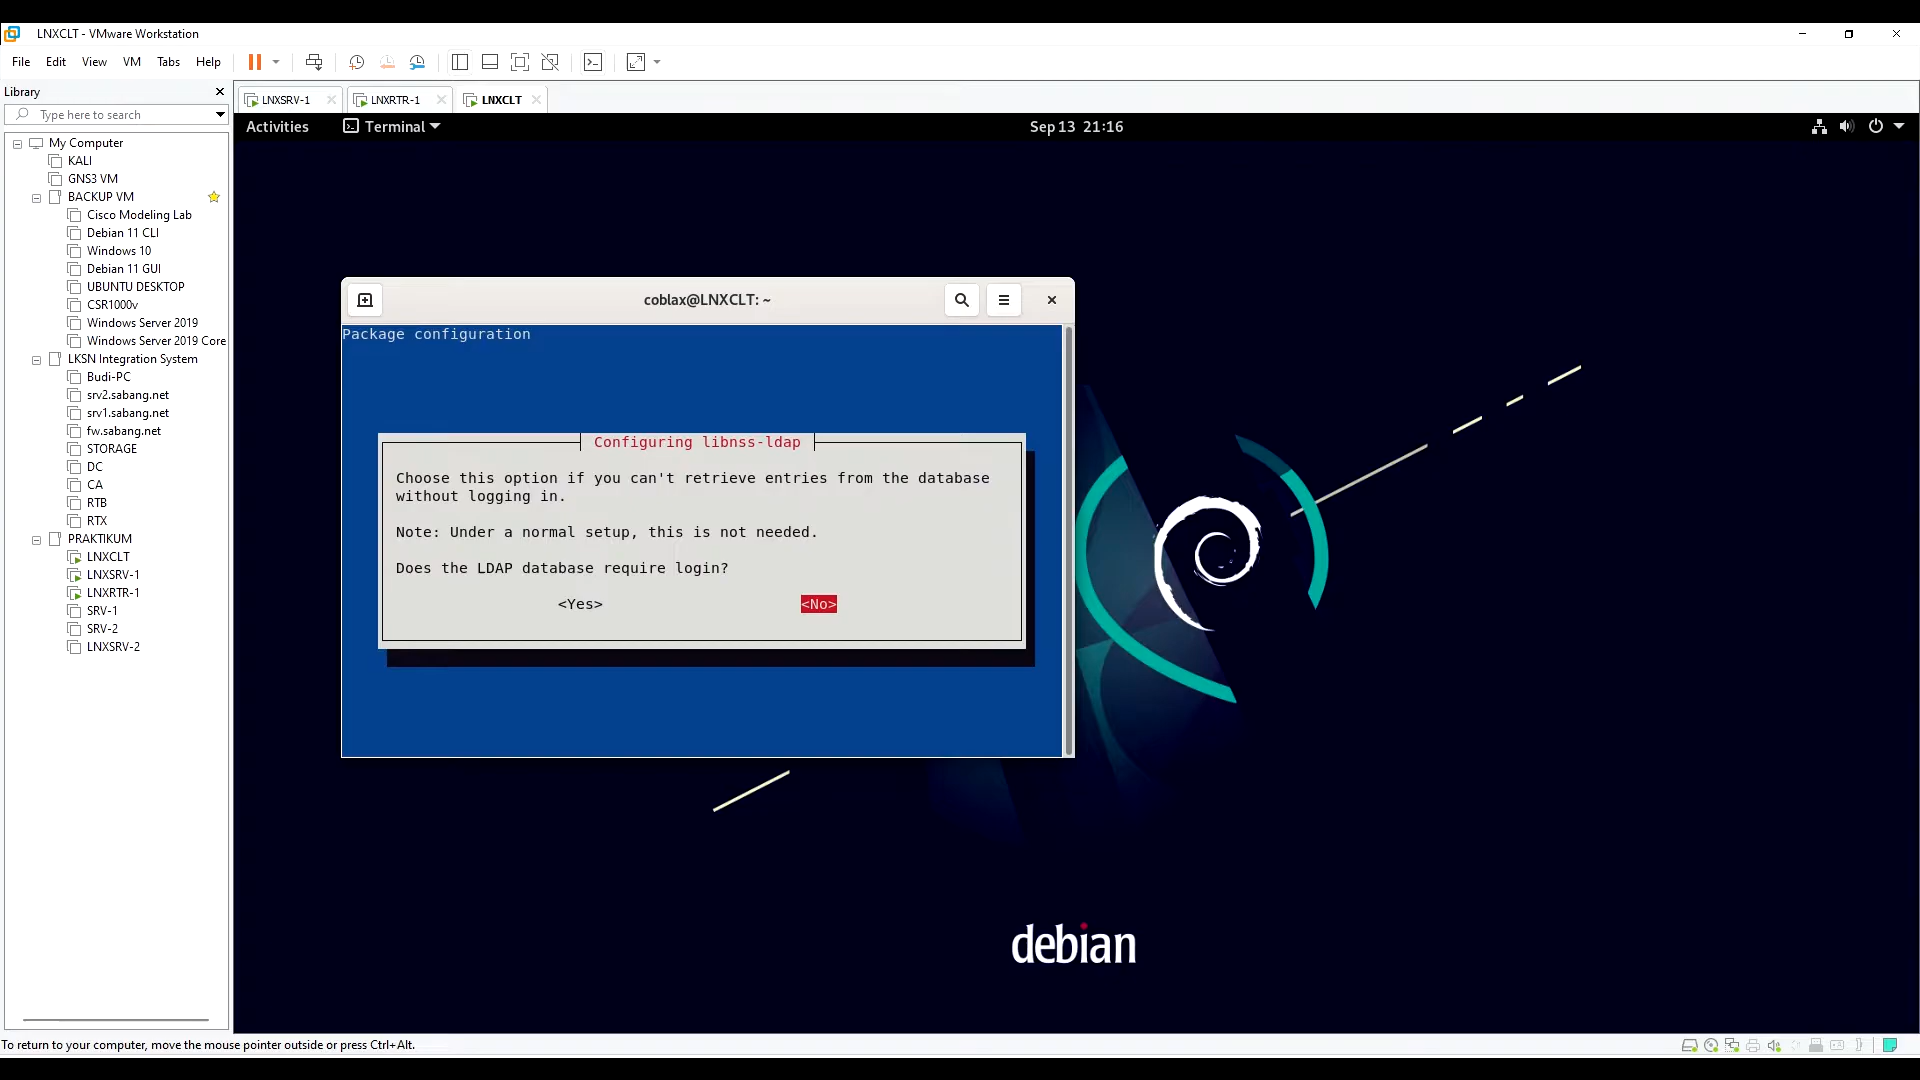 LNXCLT - VMware Workstation
File Edit View VM Tabs Help
Library
Type here to search
My Computer
KALI
GNS3 VM
BACKUP VM
Cisco Modeling Lab
Debian 11 CLI
Windows 10
Debian 11 GUI
UBUNTU DESKTOP
CSR1000v
Windows Server 2019
Windows Server 2019 Core
LKSN Integration System
Budi-PC
srv2.sabang.net
srv1.sabang.net
fw.sabang.net
STORAGE
DC
CA
RTB
RTX
PRAKTIKUM
LNXCLT
LNXSRV-1
LNXRTR-1
SRV-1
SRV-2
LNXSRV-2
LNXSRV-1 LNXRTR-1 LNXCLT
Activities Terminal Sep 13 21:16
coblax@LNXCLT: ~
Package configuration
Configuring libnss-ldap
Choose this option if you can't retrieve entries from the database
without logging in.
Note: Under a normal setup, this is not needed.
Does the LDAP database require login?
<Yes> <No>
debian
To return to your computer, move the mouse pointer outside or press Ctrl+Alt.